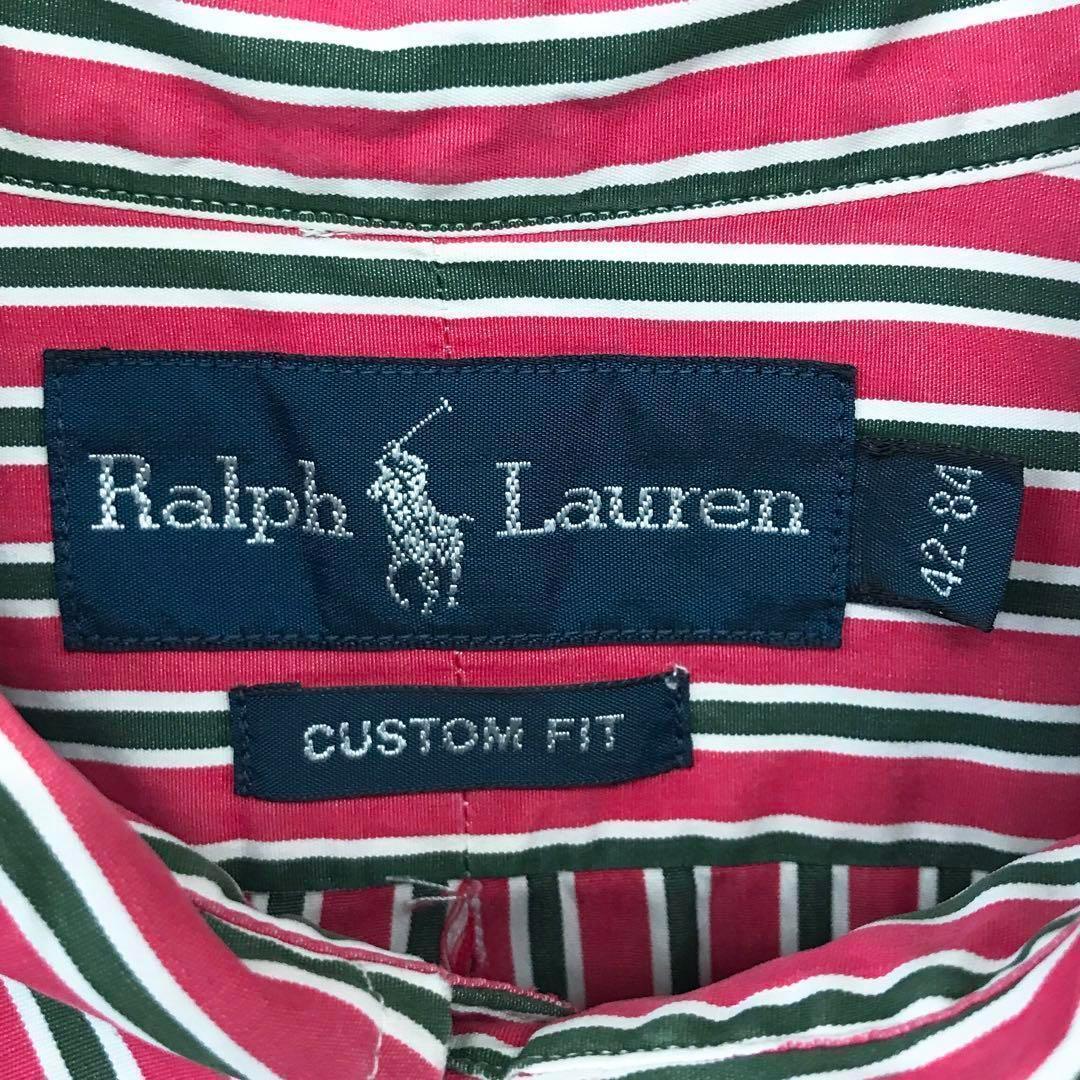 Ralph Lauren
42-84
CUSTOM FIT